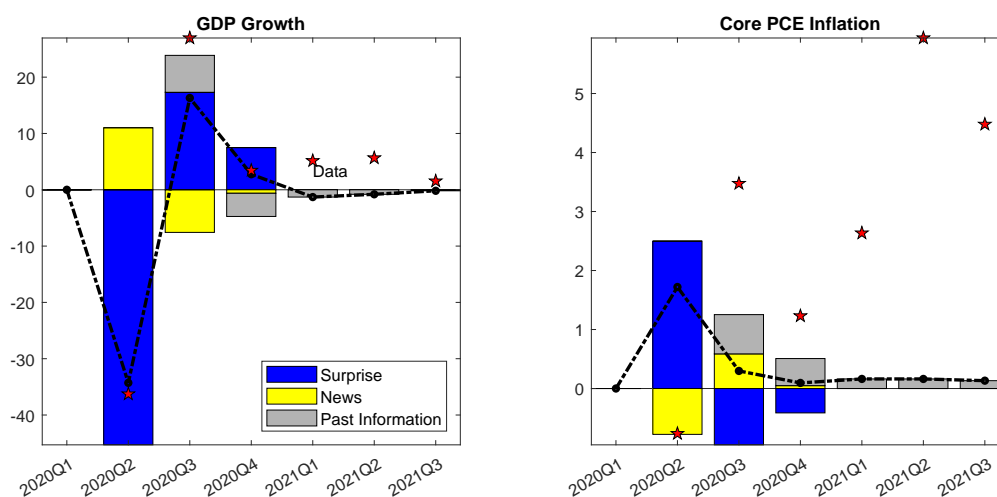 GDP Growth
20
10
0
-10
-20
-30
-40
Data
Surprise
News
Past Information
2020Q1
2020Q2
2020Q3
2020Q4
2021Q1
2021Q2
2021Q3
Core PCE Inflation
5
4
3
2
1
0
2020Q1
2020Q2
2020Q3
2020Q4
2021Q1
2021Q2
2021Q3